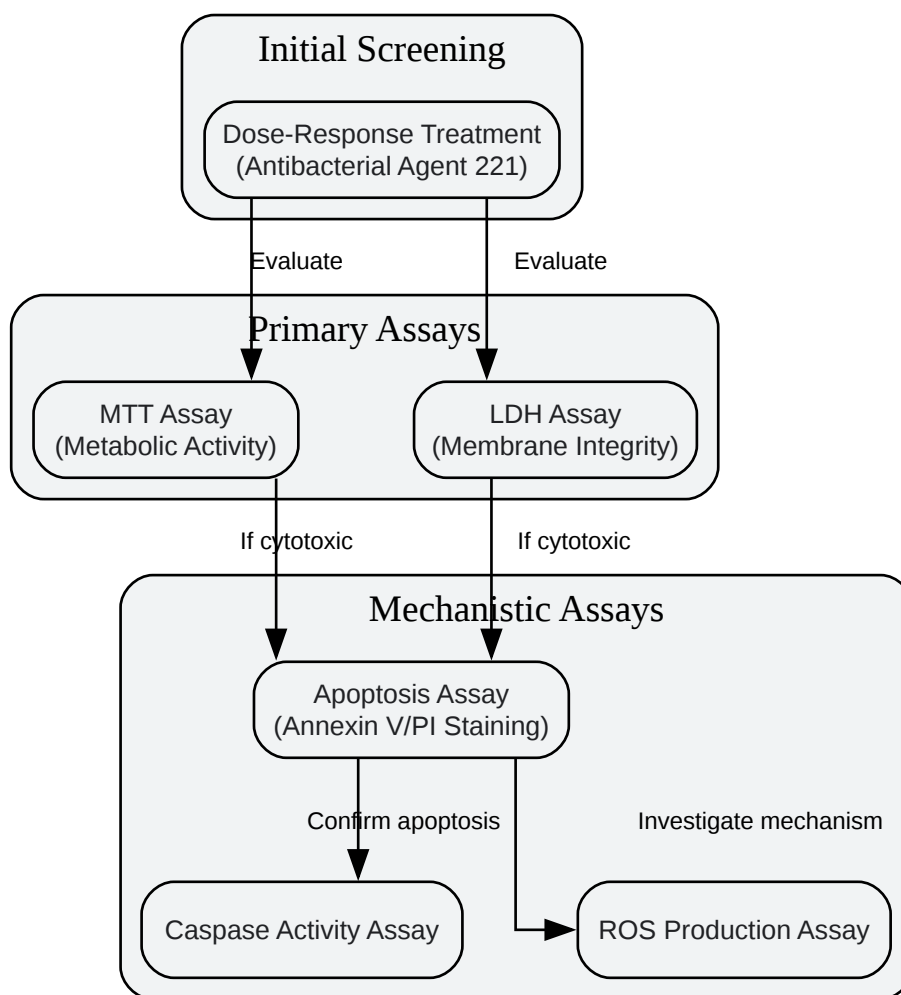 Initial Screening
Dose-Response Treatment
(Antibacterial Agent 221)
Evaluate
Evaluate
Primary Assays
MTT Assay
(Metabolic Activity)
LDH Assay
(Membrane Integrity)
If cytotoxic
If cytotoxic
Mechanistic Assays
Apoptosis Assay
(Annexin V/PI Staining)
Confirm apoptosis
Investigate mechanism
Caspase Activity Assay
ROS Production Assay